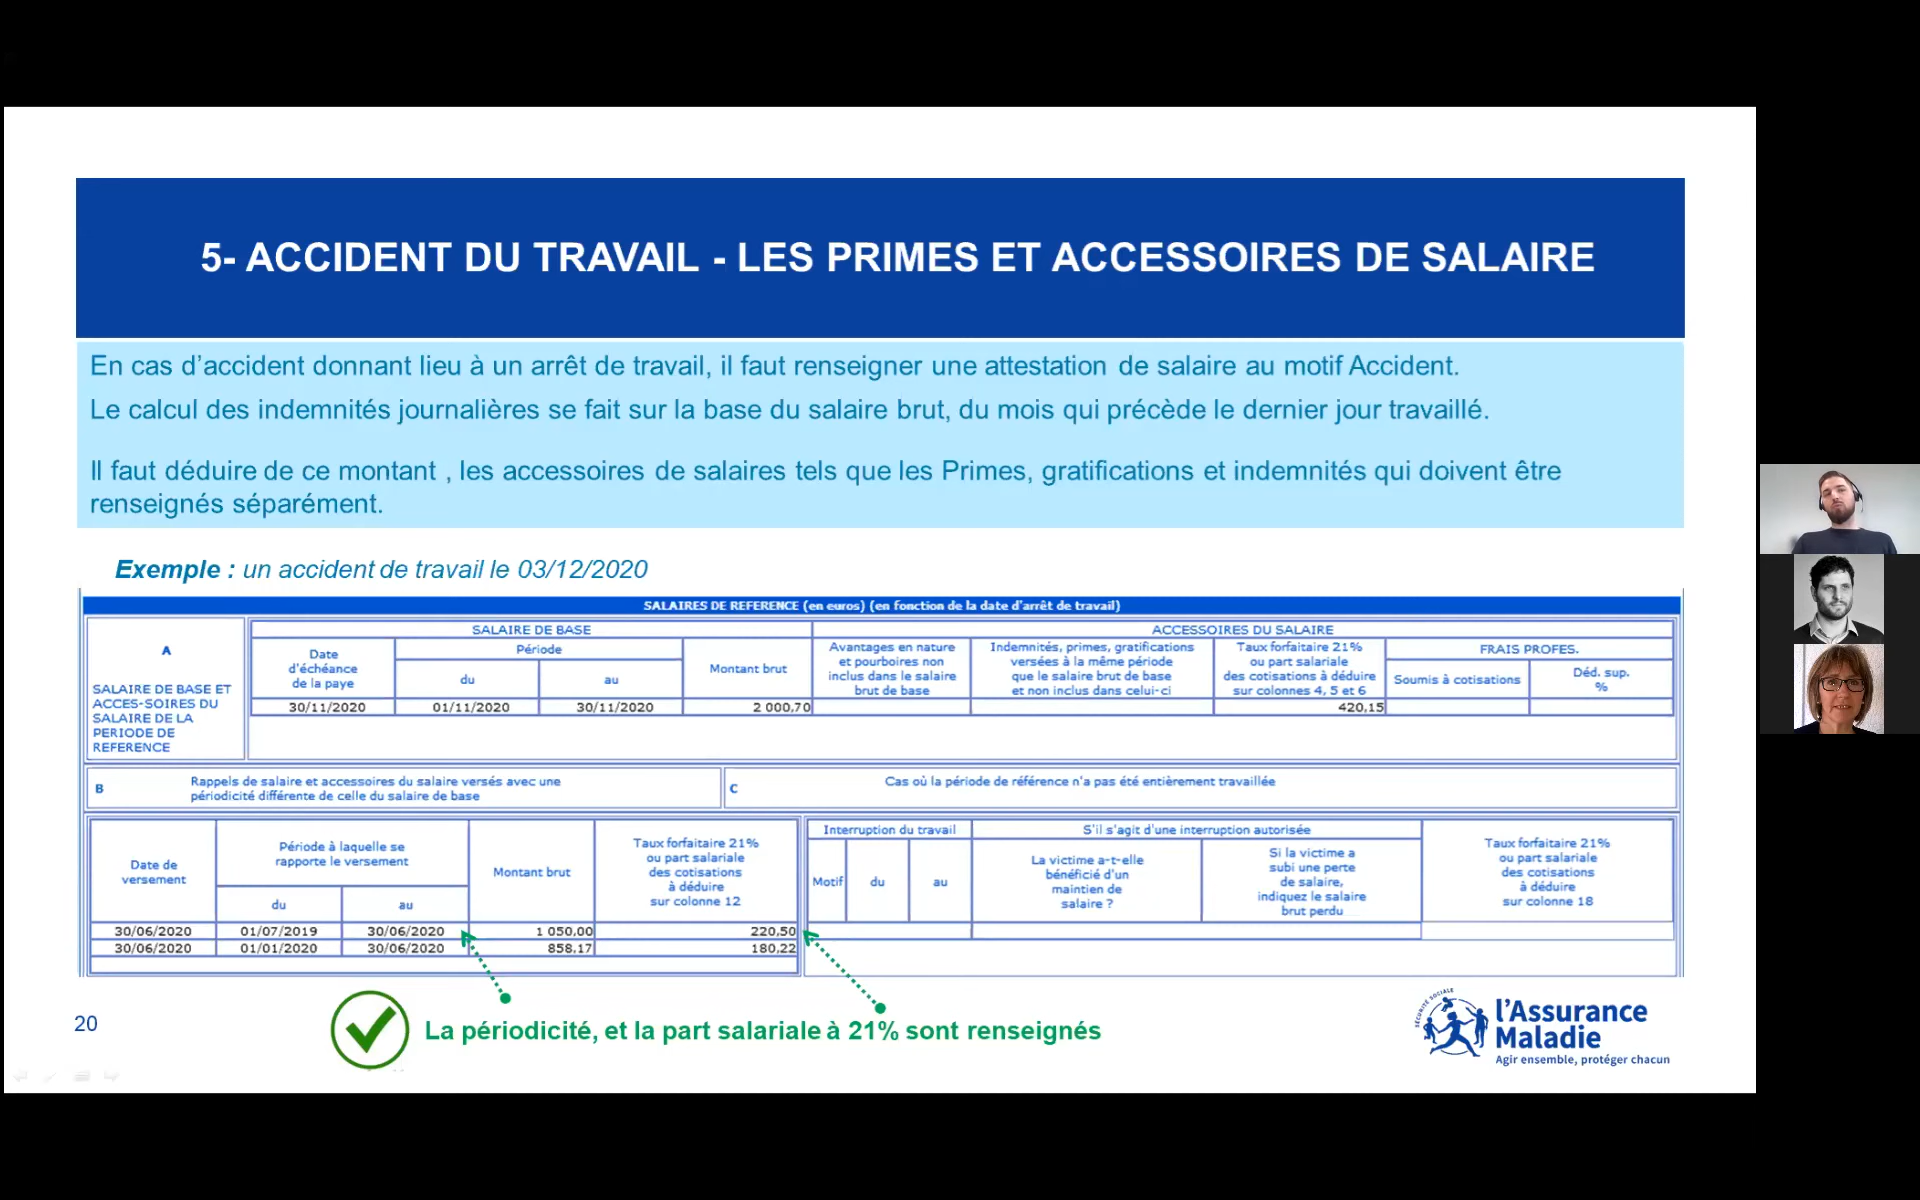 5- ACCIDENT DU TRAVAIL - LES PRIMES ET ACCESSOIRES DE SALAIRE
En cas d’accident donnant lieu à un arrêt de travail, il faut renseigner une attestation de salaire au motif Accident.
Le calcul des indemnités journalières se fait sur la base du salaire brut, du mois qui précède le dernier jour travaillé.
Il faut déduire de ce montant , les accessoires de salaires tels que les Primes, gratifications et indemnités qui doivent être
renseignés séparément.
Exemple : un accident de travail le 03/12/2020
SALAIRES DE REFERENCE (en euros) (en fonction de la date d'arrêt de travail)
A
SALAIRE DE BASE ET
ACCES-SOIRES DU
SALAIRE DE LA
PERIODE DE
REFERENCE
SALAIRE DE BASE
ACCESSOIRES DU SALAIRE
Date
d'échéance
de la paye
Période
du
au
Montant brut
Avantages en nature
et pourboires non
inclus dans le salaire
brut de base
Indemnités, primes, gratifications
versées à la même période
que le salaire brut de base
et non inclus dans celui-ci
Taux forfaitaire 21%
ou part salariale
des cotisations à déduire
sur colonnes 4, 5 et 6
FRAIS PROFES.
Soumis à cotisations
Déd. sup.
%
30/11/2020 01/11/2020 30/11/2020 2 000,70 420,15
B
Rappels de salaire et accessoires du salaire versés avec une
périodicité différente de celle du salaire de base
C
Cas où la période de référence n'a pas été entièrement travaillée
Date de
versement
Période à laquelle se
rapporte le versement
du
au
Montant brut
Taux forfaitaire 21%
ou part salariale
des cotisations
à déduire
sur colonne 12
Interruption du travail
Motif
du
au
S'il s'agit d'une interruption autorisée
La victime a-t-elle
bénéficié d'un
maintien de
salaire ?
Si la victime a
subi une perte
de salaire,
indiquez le salaire
brut perdu
Taux forfaitaire 21%
ou part salariale
des cotisations
à déduire
sur colonne 18
30/06/2020 01/07/2019 30/06/2020 1 050,00 220,50
30/06/2020 01/01/2020 30/06/2020 858,17 180,22
La périodicité, et la part salariale à 21% sont renseignés
20
SÉCURITÉ SOCIALE
l'Assurance
Maladie
Agir ensemble, protéger chacun